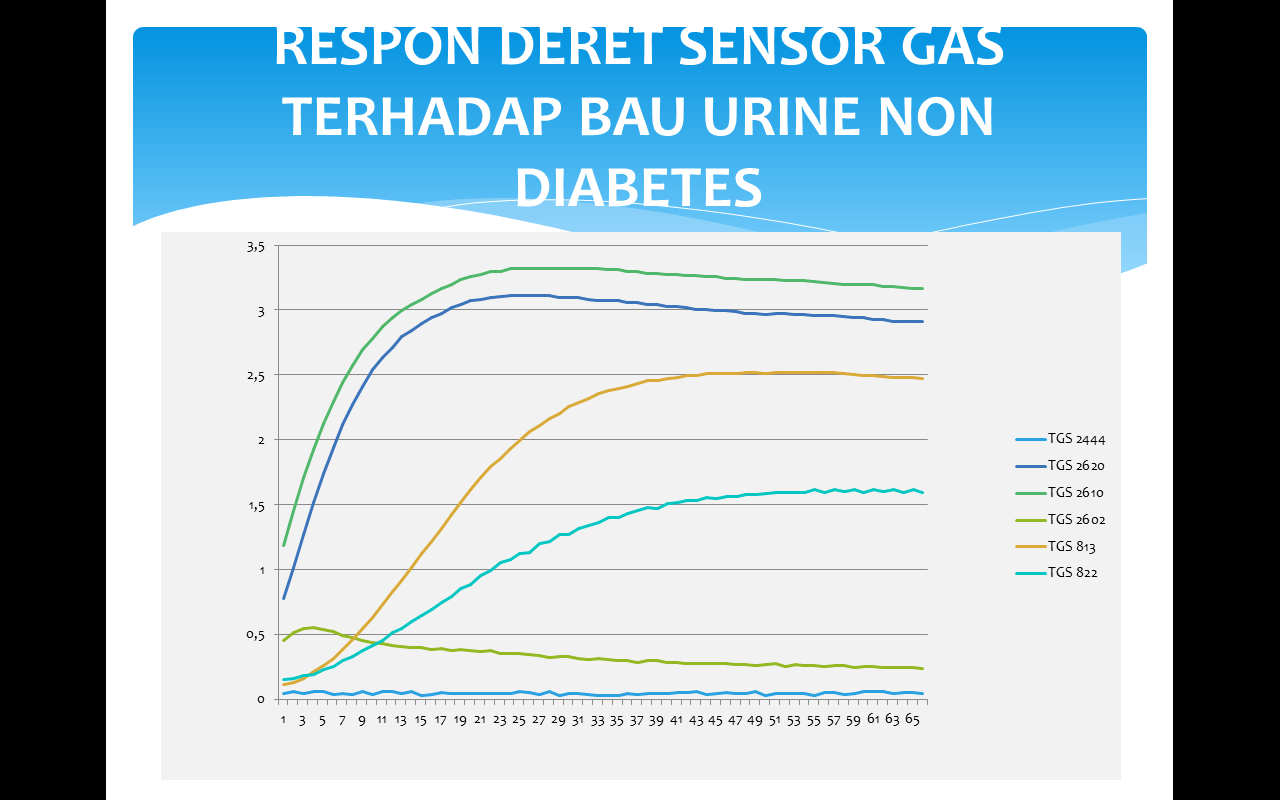 RESPON DERET SENSOR GAS
TERHADAP BAU URINE NON
DIABETES
3,5
3
2,5
2
1,5
1
0,5
0
1 3 5 7 9 11 13 15 17 19 21 23 25 27 29 31 33 35 37 39 41 43 45 47 49 51 53 55 57 59 61 63 65
TGS 2444
TGS 2620
TGS 2610
TGS 2602
TGS 813
TGS 822